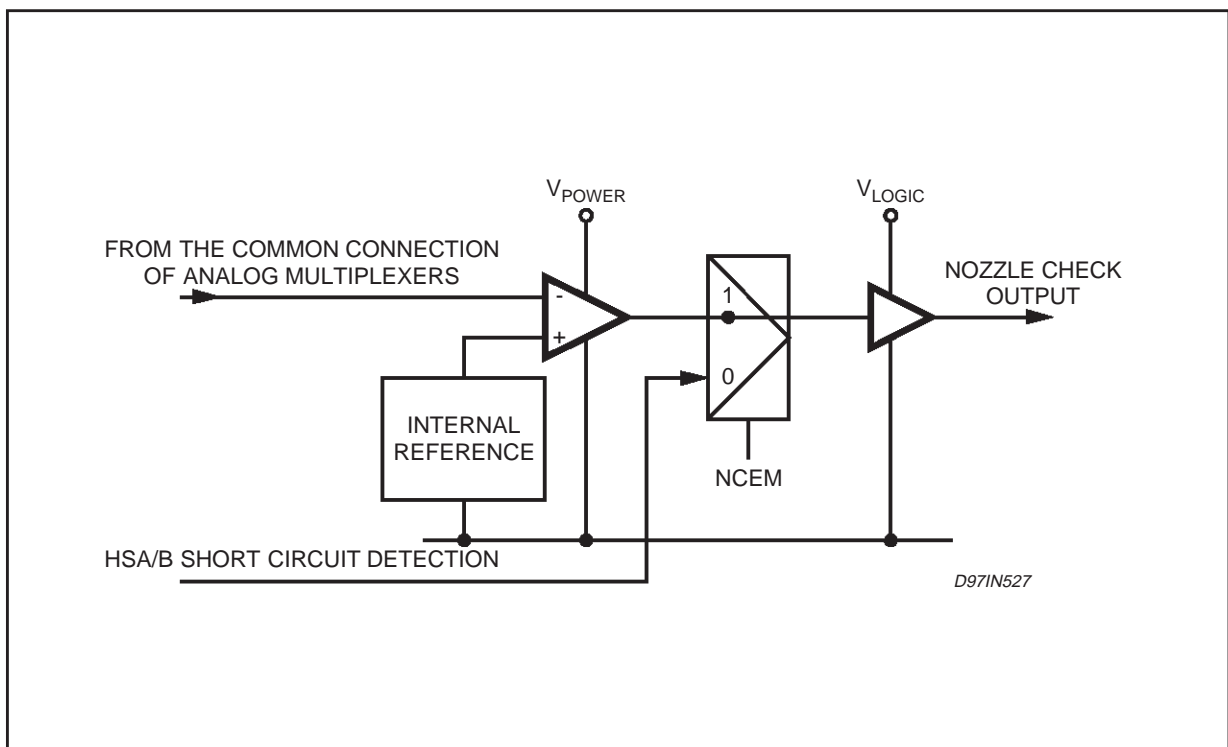 V_POWER
V_LOGIC
FROM THE COMMON CONNECTION
OF ANALOG MULTIPLEXERS
NOZZLE CHECK
OUTPUT
-
+
1
0
INTERNAL
REFERENCE
NCEM
HSA/B SHORT CIRCUIT DETECTION
D97IN527